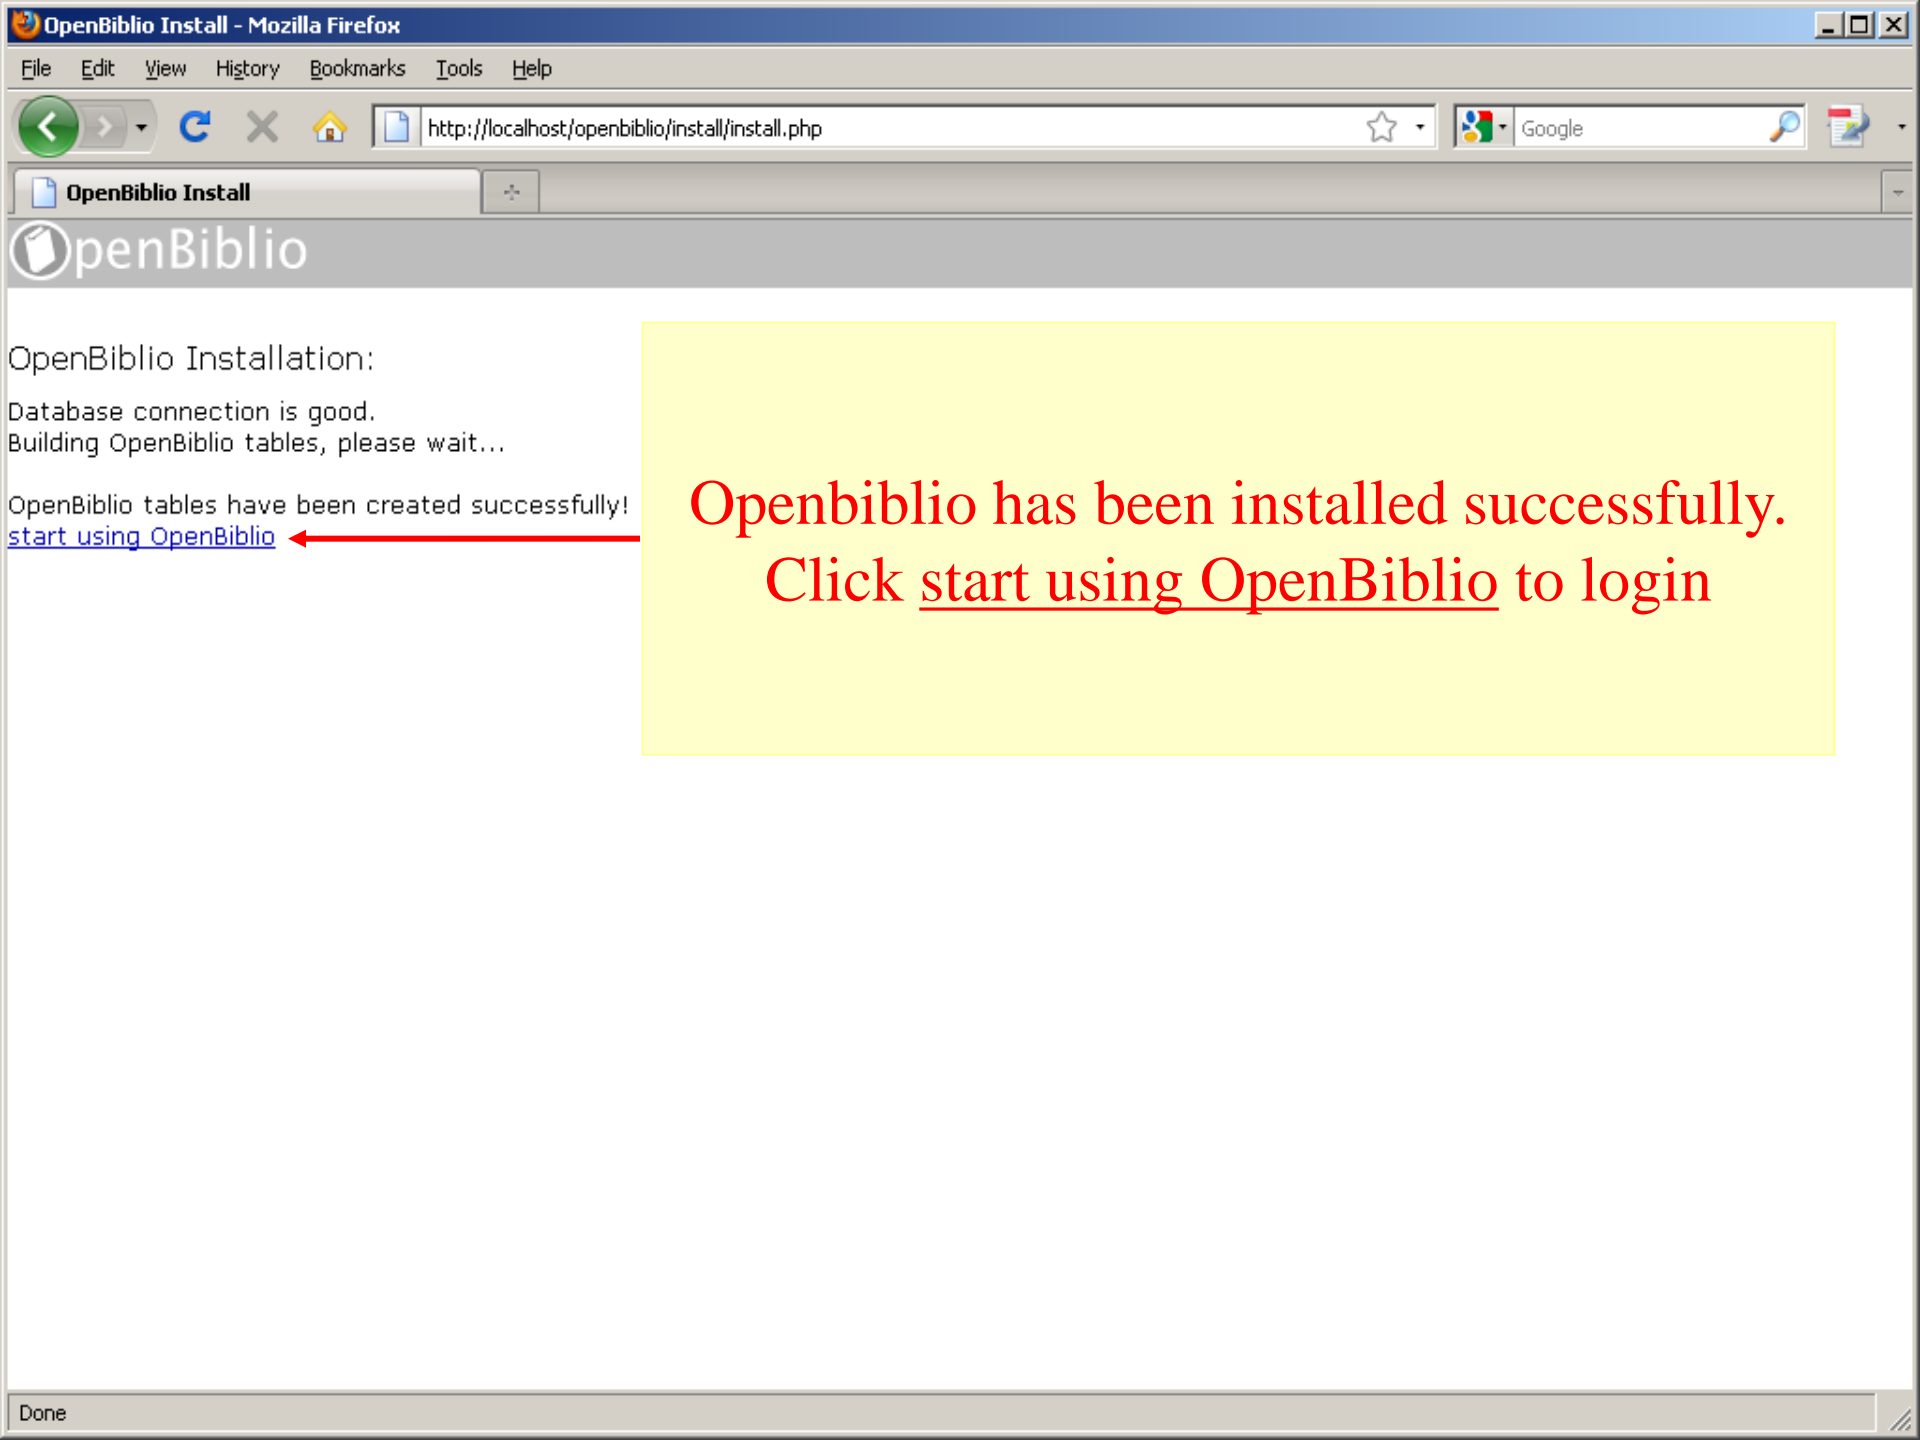 OpenBiblio Install - Mozilla Firefox
File Edit View History Bookmarks Tools Help
http://localhost/openbiblio/install/install.php
Google
OpenBiblio Install
OpenBiblio
OpenBiblio Installation:
Database connection is good.
Building OpenBiblio tables, please wait...
OpenBiblio tables have been created successfully!
start using OpenBiblio
Openbiblio has been installed successfully.
Click start using OpenBiblio to login
Done